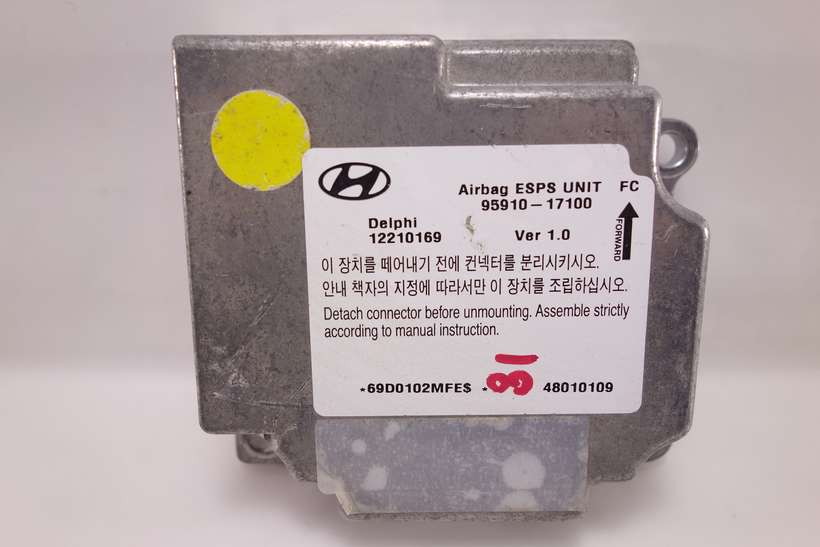 Airbag ESPS UNIT FC
95910-17100
Delphi
12210169 Ver 1.0
FORWARD
이 장치를 떼어내기 전에 컨넥터를 분리시키시오.
안내 책자의 지정에 따라서만 이 장치를 조립하십시오.
Detach connector before unmounting. Assemble strictly
according to manual instruction.
*69D0102MFE$ * 48010109